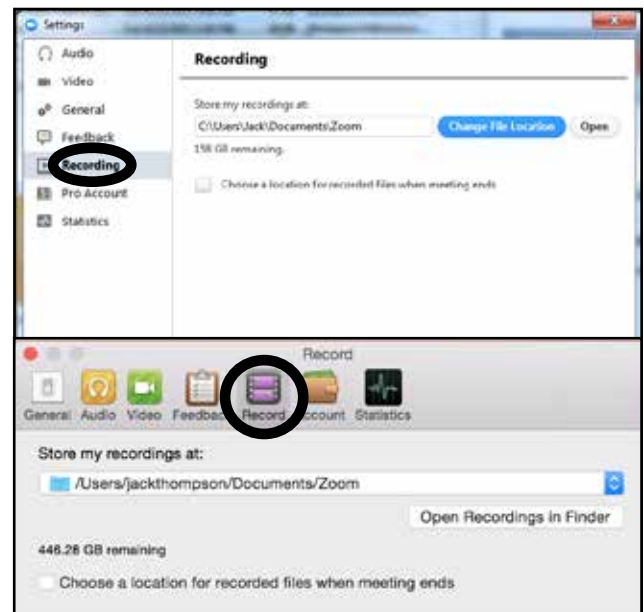 Settings
Audio
Video
General
Feedback
Recording
Pro Account
Statistics
Recording
Store my recordings at:
C:\Users\Jack\Documents\Zoom
Change File Location
Open
158 GB remaining.
Choose a location for recorded files when meeting ends
Record
General Audio Video Feedback Record Account Statistics
Store my recordings at:
/Users/jackthompson/Documents/Zoom
Open Recordings in Finder
446.28 GB remaining
Choose a location for recorded files when meeting ends